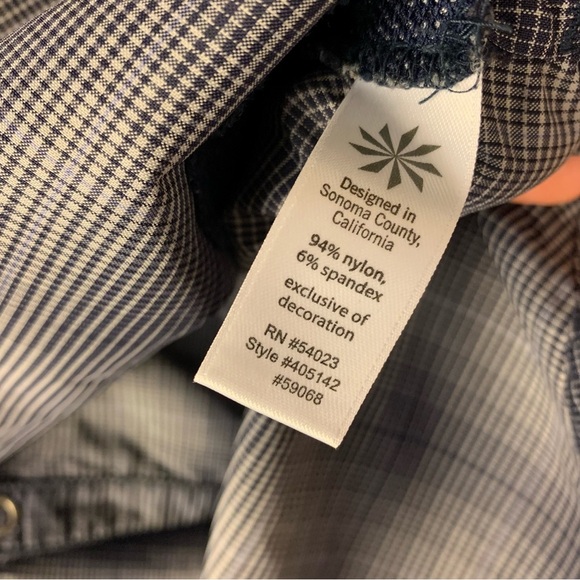 Designed in
Sonoma County,
California
94% nylon,
6% spandex
exclusive of
decoration
RN #54023
Style #405142
#59068